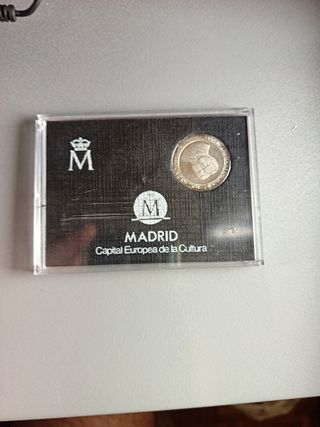 M
M
MADRID
Capital Europea de la Cultura